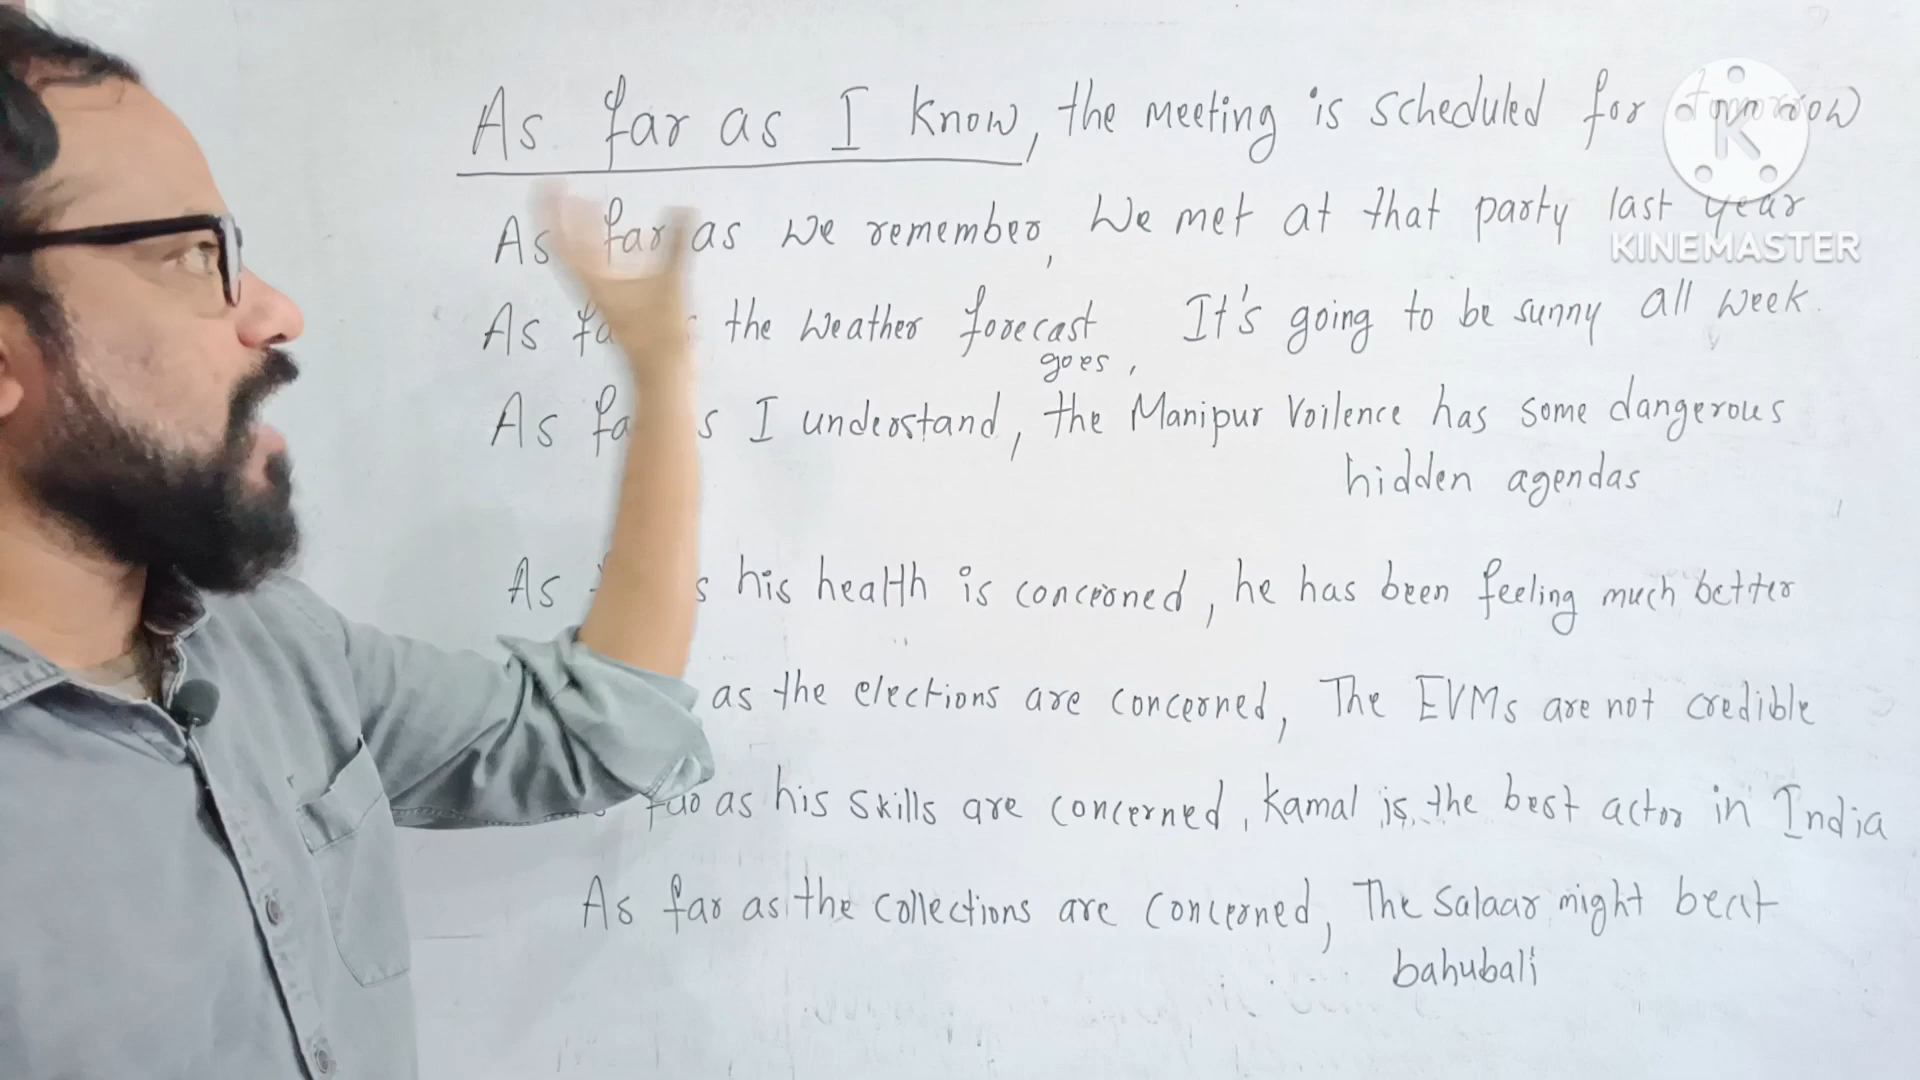 As far as I know, the meeting is scheduled for tomorrow
As far as we remember, We met at that party last year
KINEMASTER
As the weather forecast It's going to be sunny all week.
goes,
As I understand, the Manipur Voilence has some dangerous
hidden agendas
As his health is concerned, he has been feeling much better
as the elections are concerned, The EVMs are not credible
far as his skills are concerned, Kamal is the best actor in India
As far as the collections are concerned, The Salaar might beat
bahubali